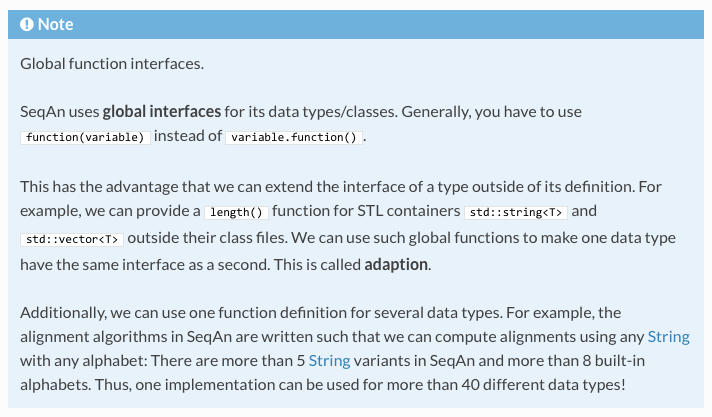 Note
Global function interfaces.
SeqAn uses global interfaces for its data types/classes. Generally, you have to use
function(variable) instead of variable.function() .
This has the advantage that we can extend the interface of a type outside of its definition. For
example, we can provide a length() function for STL containers std::string<T> and
std::vector<T> outside their class files. We can use such global functions to make one data type
have the same interface as a second. This is called adaption.
Additionally, we can use one function definition for several data types. For example, the
alignment algorithms in SeqAn are written such that we can compute alignments using any String
with any alphabet: There are more than 5 String variants in SeqAn and more than 8 built-in
alphabets. Thus, one implementation can be used for more than 40 different data types!